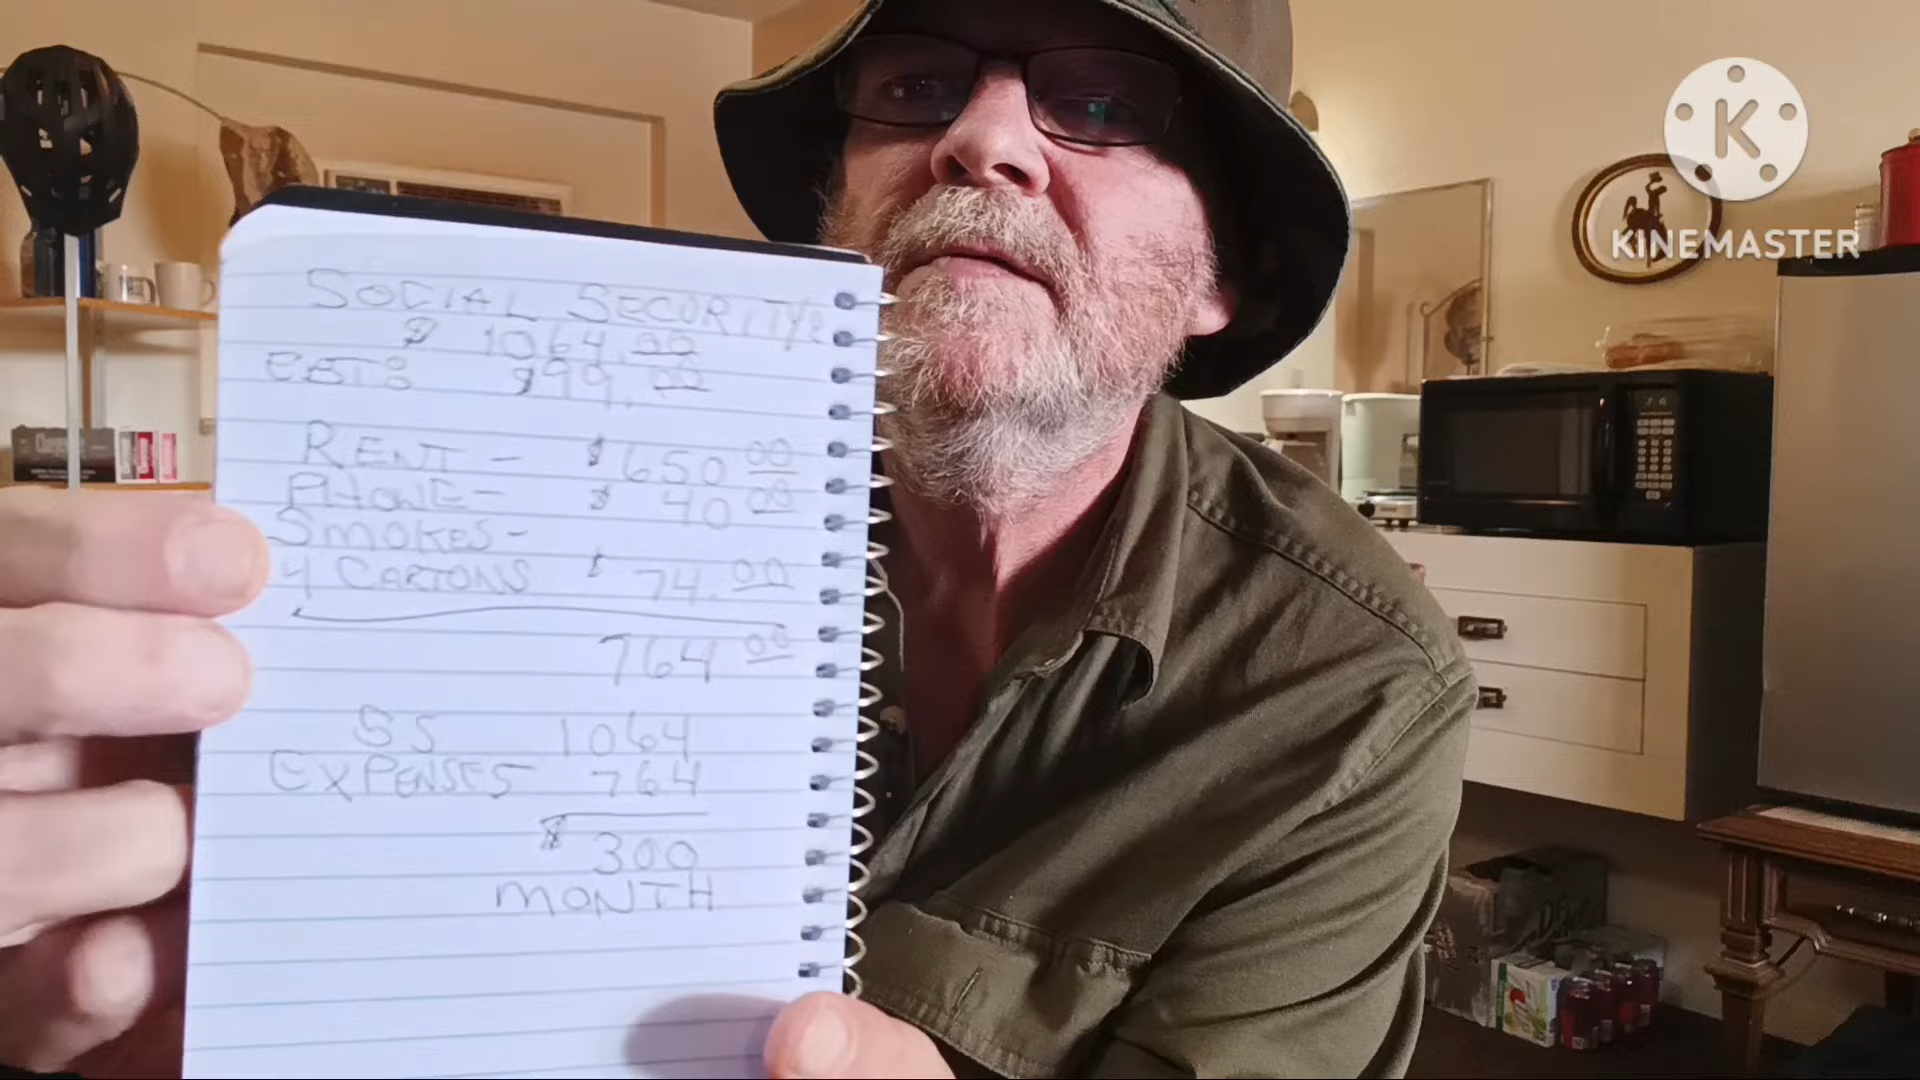 SOCIAL SECURITY:
$ 1064.00
EBT: $99.00
RENT - $650 00
PHONE - $ 40 00
SMOKES -
4 CARTONS $ 74.00
764 00
SS 1064
EXPENSES 764
$ 300
MONTH
K
KINEMASTER